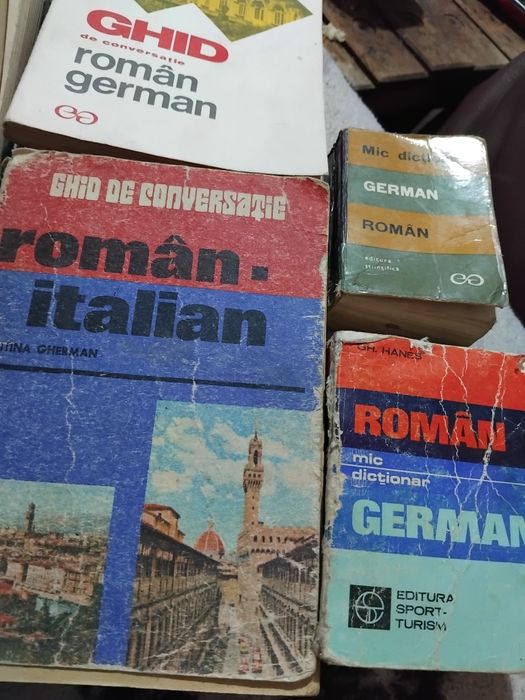 GHID
de conversație
român
german
GHID DE CONVERSAȚIE
român.
italian
GHERMAN
Mic
GERMAN
ROMÂN
editura
științifică
GH. HANEȘ
ROMÂN
mic
dicționar
GERMAN
EDITURA
SPORT-
TURISM